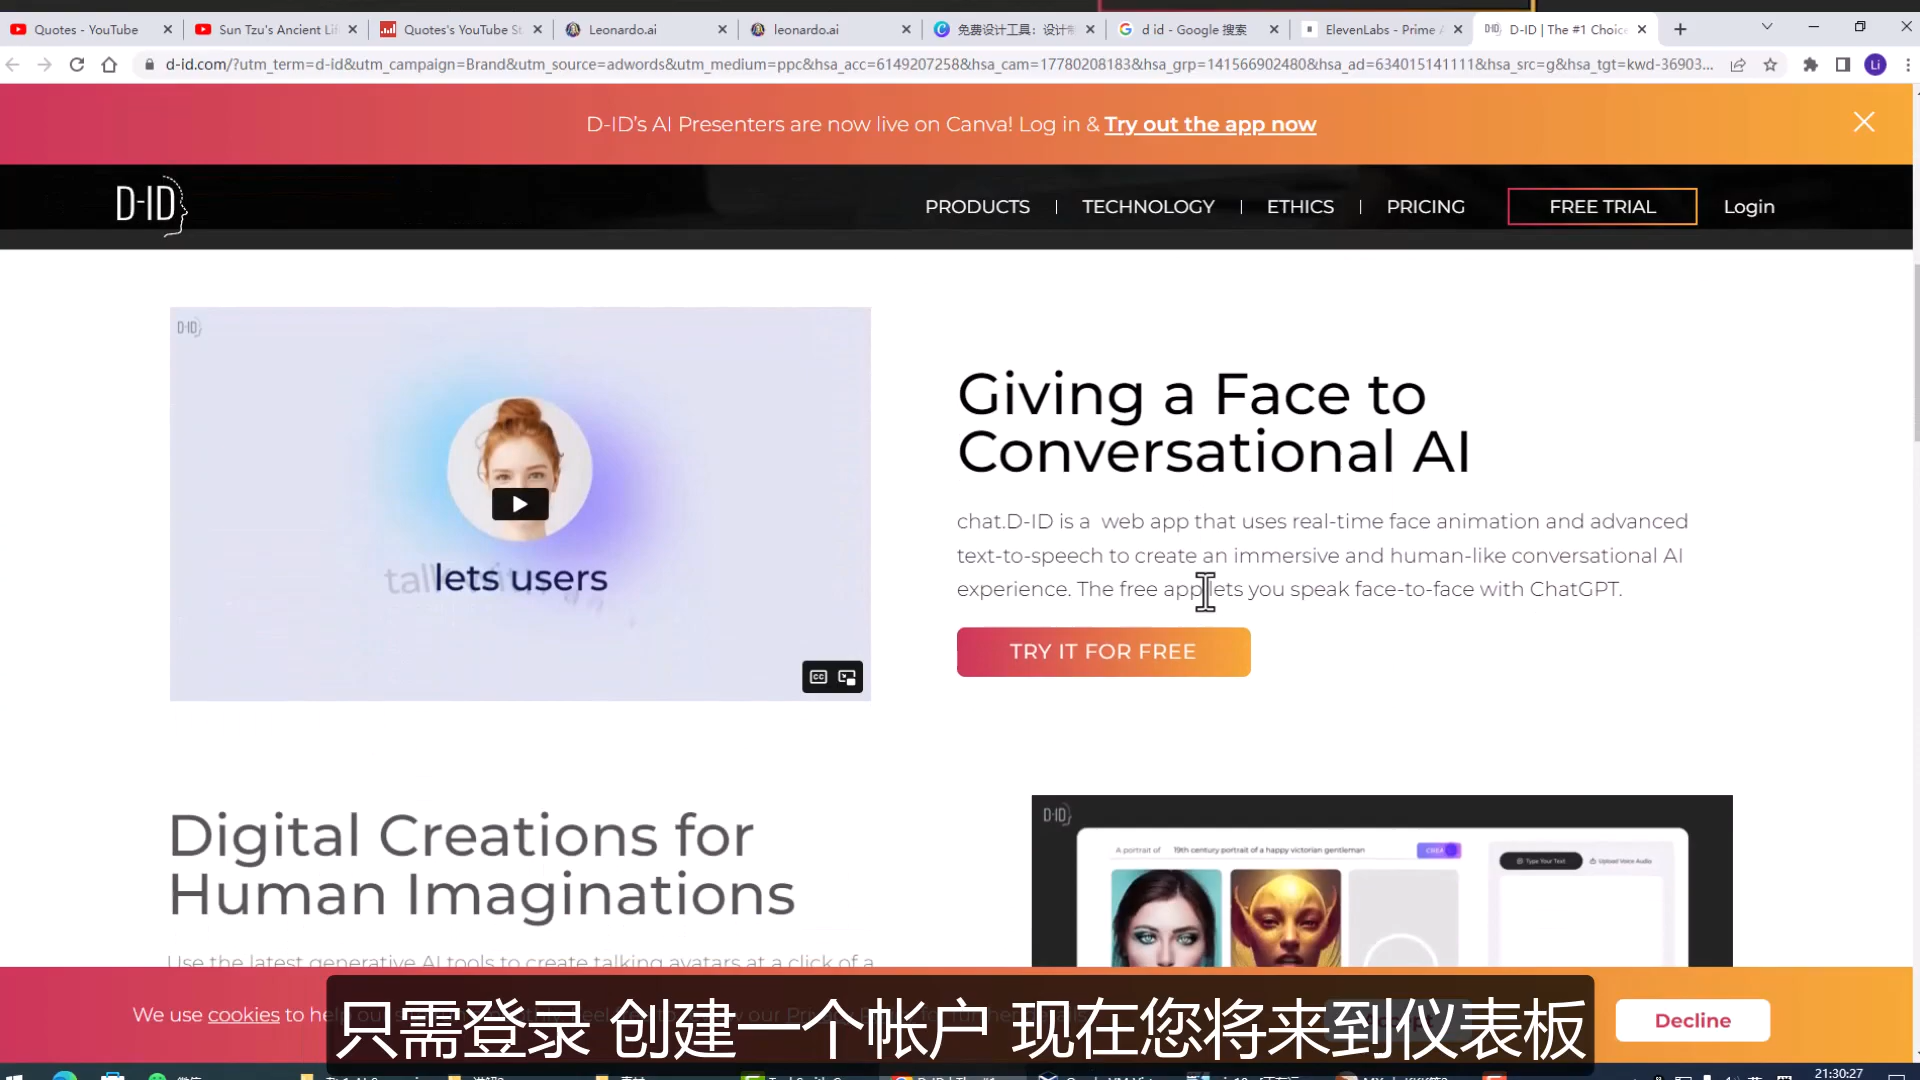 Quotes - YouTube
Sun Tzu's Ancient Li
Quotes's YouTube St
Leonardo.ai
leonardo.ai
免费设计工具：设计
d id - Google 搜索
ElevenLabs - Prime A
D-ID | The #1 Choice
d-id.com/?utm_term=d-id&utm_campaign=Brand&utm_source=adwords&utm_medium=ppc&hsa_acc=6149207258&hsa_cam=17780208183&hsa_grp=141566902480&hsa_ad=634015141111&hsa_src=g&hsa_tgt=kwd-36903...
Li
D-ID's AI Presenters are now live on Canva! Log in & Try out the app now
D-ID
PRODUCTS | TECHNOLOGY | ETHICS | PRICING
FREE TRIAL
Login
D-ID
lets users
CC
Giving a Face to
Conversational AI
chat.D-ID is a web app that uses real-time face animation and advanced
text-to-speech to create an immersive and human-like conversational AI
experience. The free app lets you speak face-to-face with ChatGPT.
TRY IT FOR FREE
Digital Creations for
Human Imaginations
Use the latest generative AI tools to create talking avatars at a click of a
D-ID
A portrait of 19th century portrait of a happy victorian gentleman
Type Your Text
Upload Voice Audio
We use cookies to
只需登录 创建一个帐户 现在您将来到仪表板
Decline
21:30:27